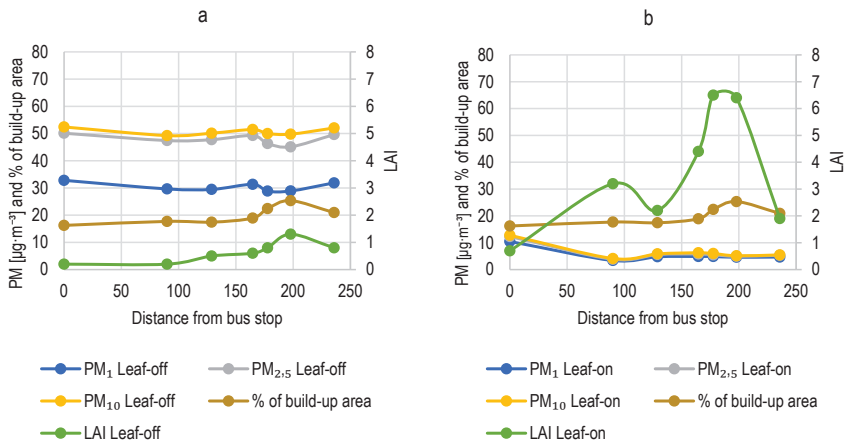 a
PM [µg·m⁻³] and % of build-up area
80
70
60
50
40
30
20
10
0
8
7
6
5
4
3
2
1
0
LAI
0 50 100 150 200 250
Distance from bus stop
PM₁ Leaf-off PM₂,₅ Leaf-off
PM₁₀ Leaf-off % of build-up area
LAI Leaf-off
b
PM [µg·m⁻³] and % of build-up area
80
70
60
50
40
30
20
10
0
8
7
6
5
4
3
2
1
0
LAI
0 50 100 150 200 250
Distance from bus stop
PM₁ Leaf-on PM₂,₅ Leaf-on
PM₁₀ Leaf-on % of build-up area
LAI Leaf-on